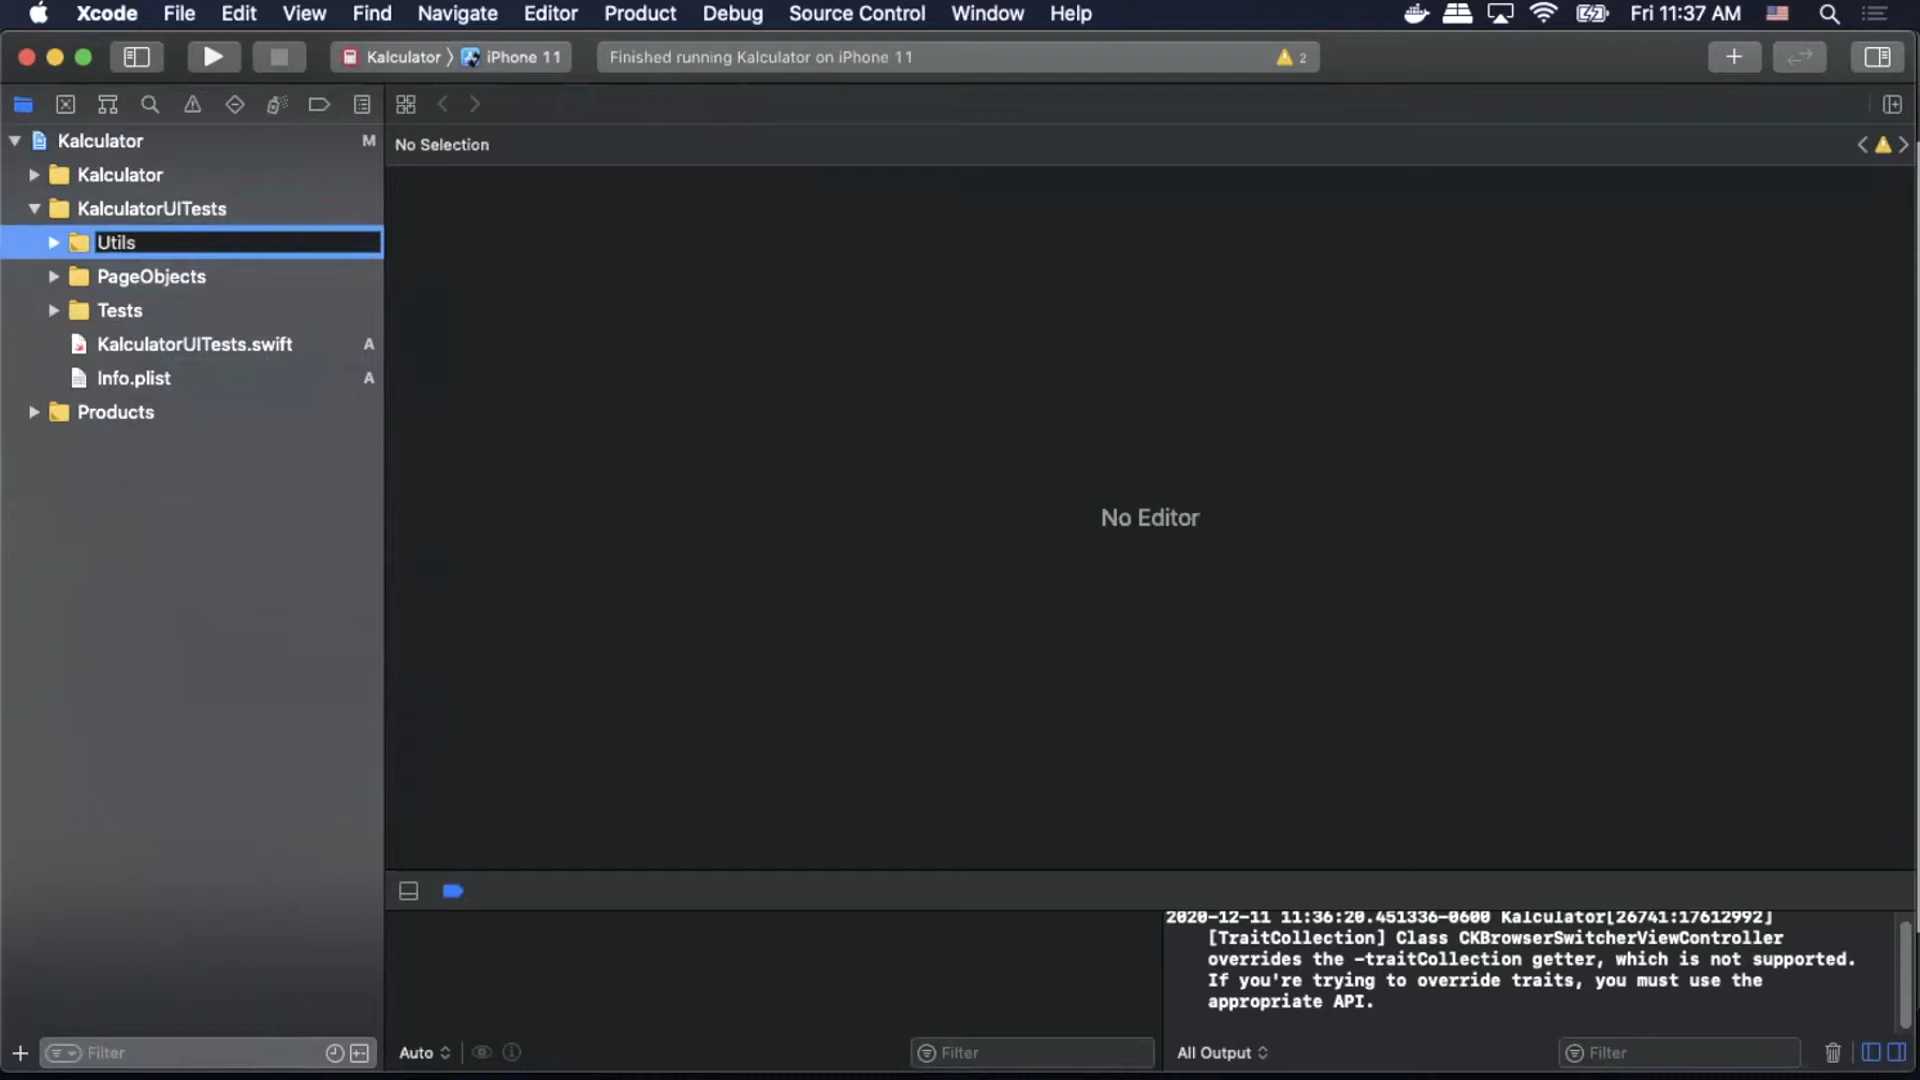 Xcode File Edit View Find Navigate Editor Product Debug Source Control Window Help Fri 11:37 AM
Kalculator iPhone 11 Finished running Kalculator on iPhone 11 2
Kalculator M
No Selection
Kalculator
KalculatorUITests
Utils
PageObjects
Tests
KalculatorUITests.swift A
Info.plist A
Products
No Editor
2020-12-11 11:36:20.451336-0600 Kalculator[26741:17612992]
[TraitCollection] Class CKBrowserSwitcherViewController
overrides the -traitCollection getter, which is not supported.
If you're trying to override traits, you must use the
appropriate API.
Filter Auto Filter All Output Filter